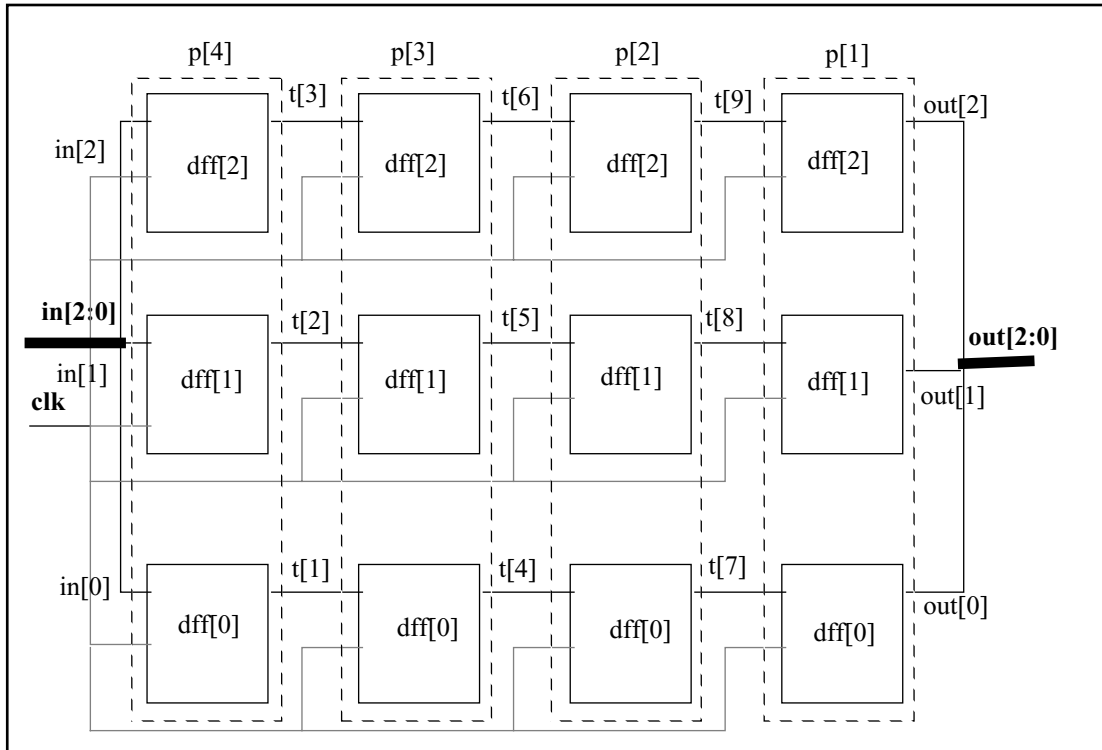 p[4] p[3] p[2] p[1]
t[3] t[6] t[9] out[2]
in[2]
dff[2] dff[2] dff[2] dff[2]
in[2:0] t[2] t[5] t[8] out[2:0]
in[1]
dff[1] dff[1] dff[1] dff[1]
clk out[1]
in[0] t[1] t[4] t[7] out[0]
dff[0] dff[0] dff[0] dff[0]